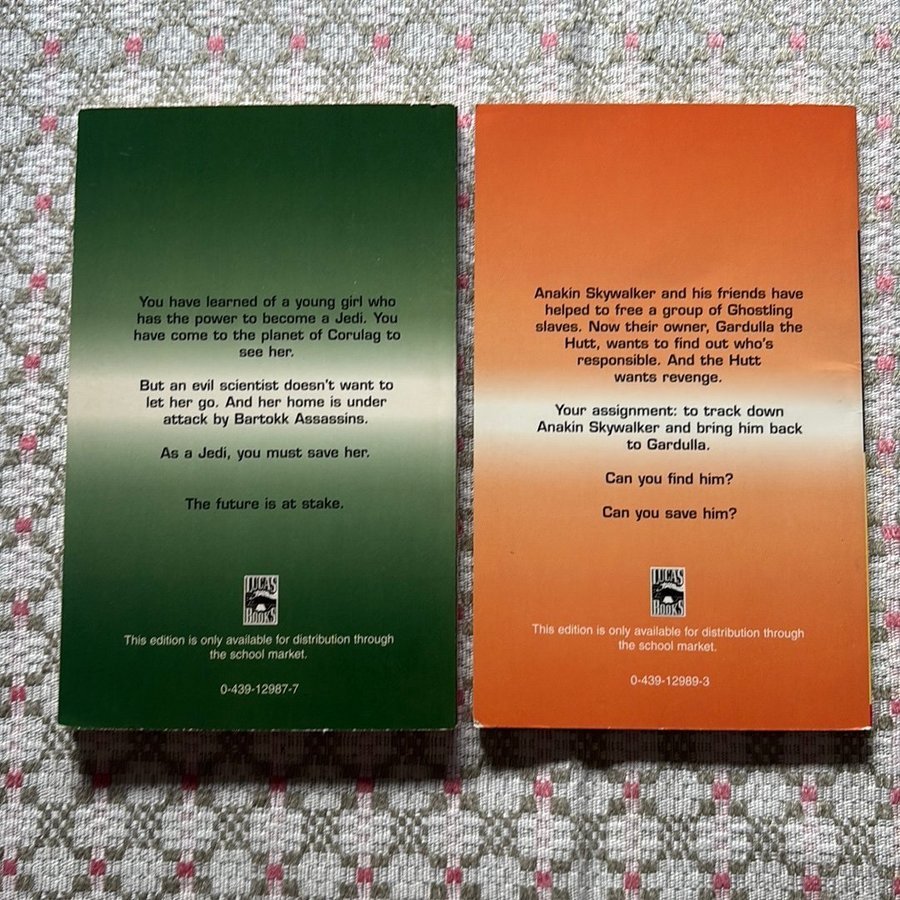 You have learned of a young girl who
has the power to become a Jedi. You
have come to the planet of Corulag to
see her.
But an evil scientist doesn't want to
let her go. And her home is under
attack by Bartokk Assassins.
As a Jedi, you must save her.
The future is at stake.
LUCAS
BOOKS
This edition is only available for distribution through
the school market.
0-439-12987-7
Anakin Skywalker and his friends have
helped to free a group of Ghostling
slaves. Now their owner, Gardulla the
Hutt, wants to find out who's
responsible. And the Hutt
wants revenge.
Your assignment: to track down
Anakin Skywalker and bring him back
to Gardulla.
Can you find him?
Can you save him?
LUCAS
BOOKS
This edition is only available for distribution through
the school market.
0-439-12989-3